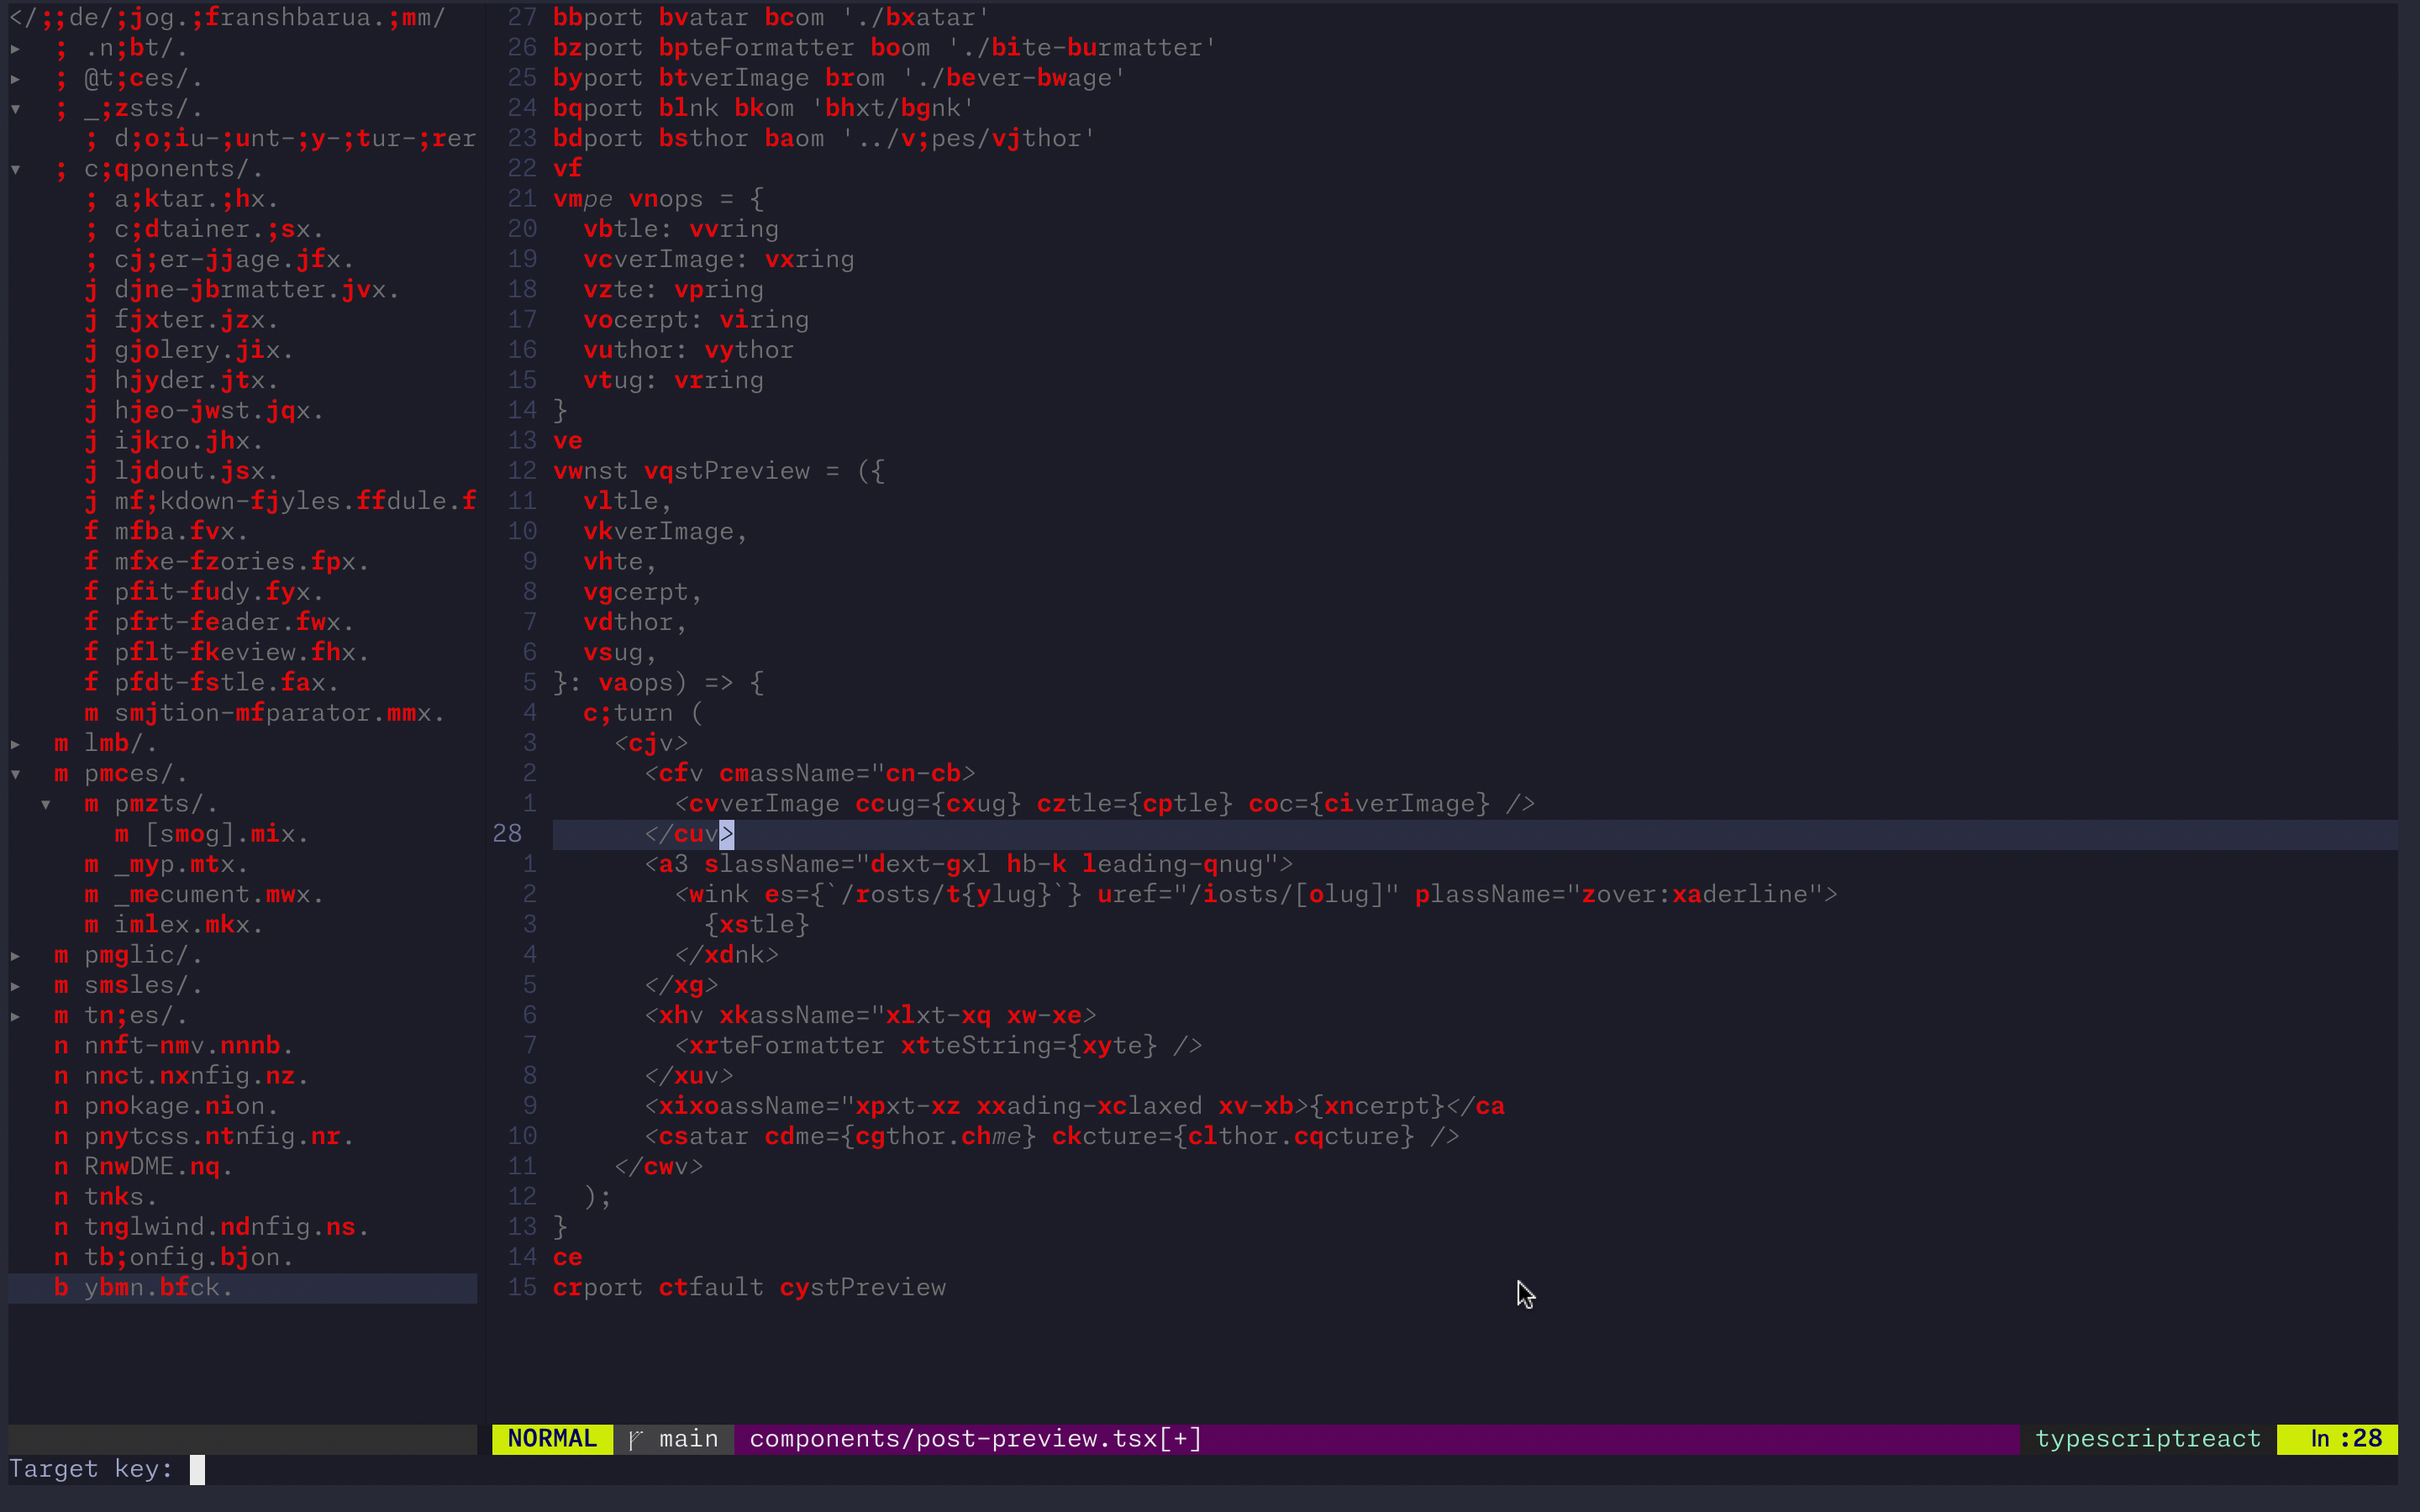 </;;de/;jog.;franshbarua.;mm/
▸  ; .n;bt/.
▸  ; @t;ces/.
▾  ; _;zsts/.
     ; d;o;iu-;unt-;y-;tur-;rer
▾  ; c;qponents/.
     ; a;ktar.;hx.
     ; c;dtainer.;sx.
     ; cj;er-jjage.jfx.
     j djne-jbrmatter.jvx.
     j fjxter.jzx.
     j gjolery.jix.
     j hjyder.jtx.
     j hjeo-jwst.jqx.
     j ijkro.jhx.
     j ljdout.jsx.
     j mf;kdown-fjyles.ffdule.f
     f mfba.fvx.
     f mfxe-fzories.fpx.
     f pfit-fudy.fyx.
     f pfrt-feader.fwx.
     f pflt-fkeview.fhx.
     f pfdt-fstle.fax.
     m smjtion-mfparator.mmx.
▸  m lmb/.
▾  m pmces/.
  ▾  m pmzts/.
       m [smog].mix.
     m _myp.mtx.
     m _mecument.mwx.
     m imlex.mkx.
▸  m pmglic/.
▸  m smsles/.
▸  m tn;es/.
   n nnft-nmv.nnnb.
   n nnct.nxnfig.nz.
   n pnokage.nion.
   n pnytcss.ntnfig.nr.
   n RnwDME.nq.
   n tnks.
   n tnglwind.ndnfig.ns.
   n tb;onfig.bjon.
   b ybmn.bfck.
27 bbport bvatar bcom './bxatar'
26 bzport bpteFormatter boom './bite-burmatter'
25 byport btverImage brom './bever-bwage'
24 bqport blnk bkom 'bhxt/bgnk'
23 bdport bsthor baom '../v;pes/vjthor'
22 vf
21 vmpe vnops = {
20   vbtle: vvring
19   vcverImage: vxring
18   vzte: vpring
17   vocerpt: viring
16   vuthor: vythor
15   vtug: vrring
14 }
13 ve
12 vwnst vqstPreview = ({
11   vltle,
10   vkverImage,
9   vhte,
8   vgcerpt,
7   vdthor,
6   vsug,
5 }: vaops) => {
4   c;turn (
3     <cjv>
2       <cfv cmassName="cn-cb>
1         <cvverImage ccug={cxug} cztle={cptle} coc={civerImage} />
28       </cuv>
1       <a3 slassName="dext-gxl hb-k leading-qnug">
2         <wink es={`/rosts/t{ylug}`} uref="/iosts/[olug]" plassName="zover:xaderline">
3           {xstle}
4         </xdnk>
5       </xg>
6       <xhv xkassName="xlxt-xq xw-xe>
7         <xrteFormatter xtteString={xyte} />
8       </xuv>
9       <xixoassName="xpxt-xz xxading-xclaxed xv-xb>{xncerpt}</ca
10       <csatar cdme={cgthor.chme} ckcture={clthor.cqcture} />
11     </cwv>
12   );
13 }
14 ce
15 crport ctfault cystPreview
NORMAL main components/post-preview.tsx[+] typescriptreact ln :28
Target key: